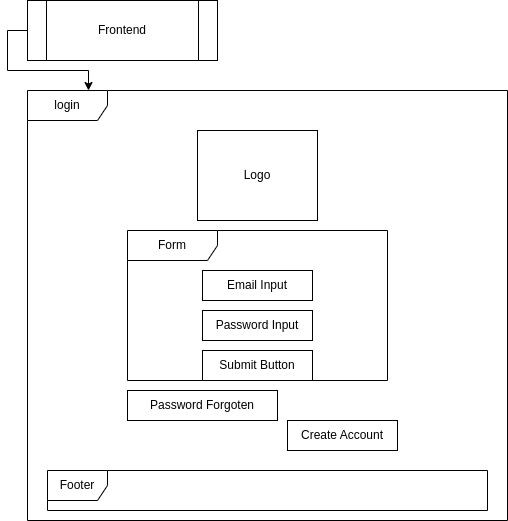 Frontend
login
Logo
Form
Email Input
Password Input
Submit Button
Password Forgoten
Create Account
Footer